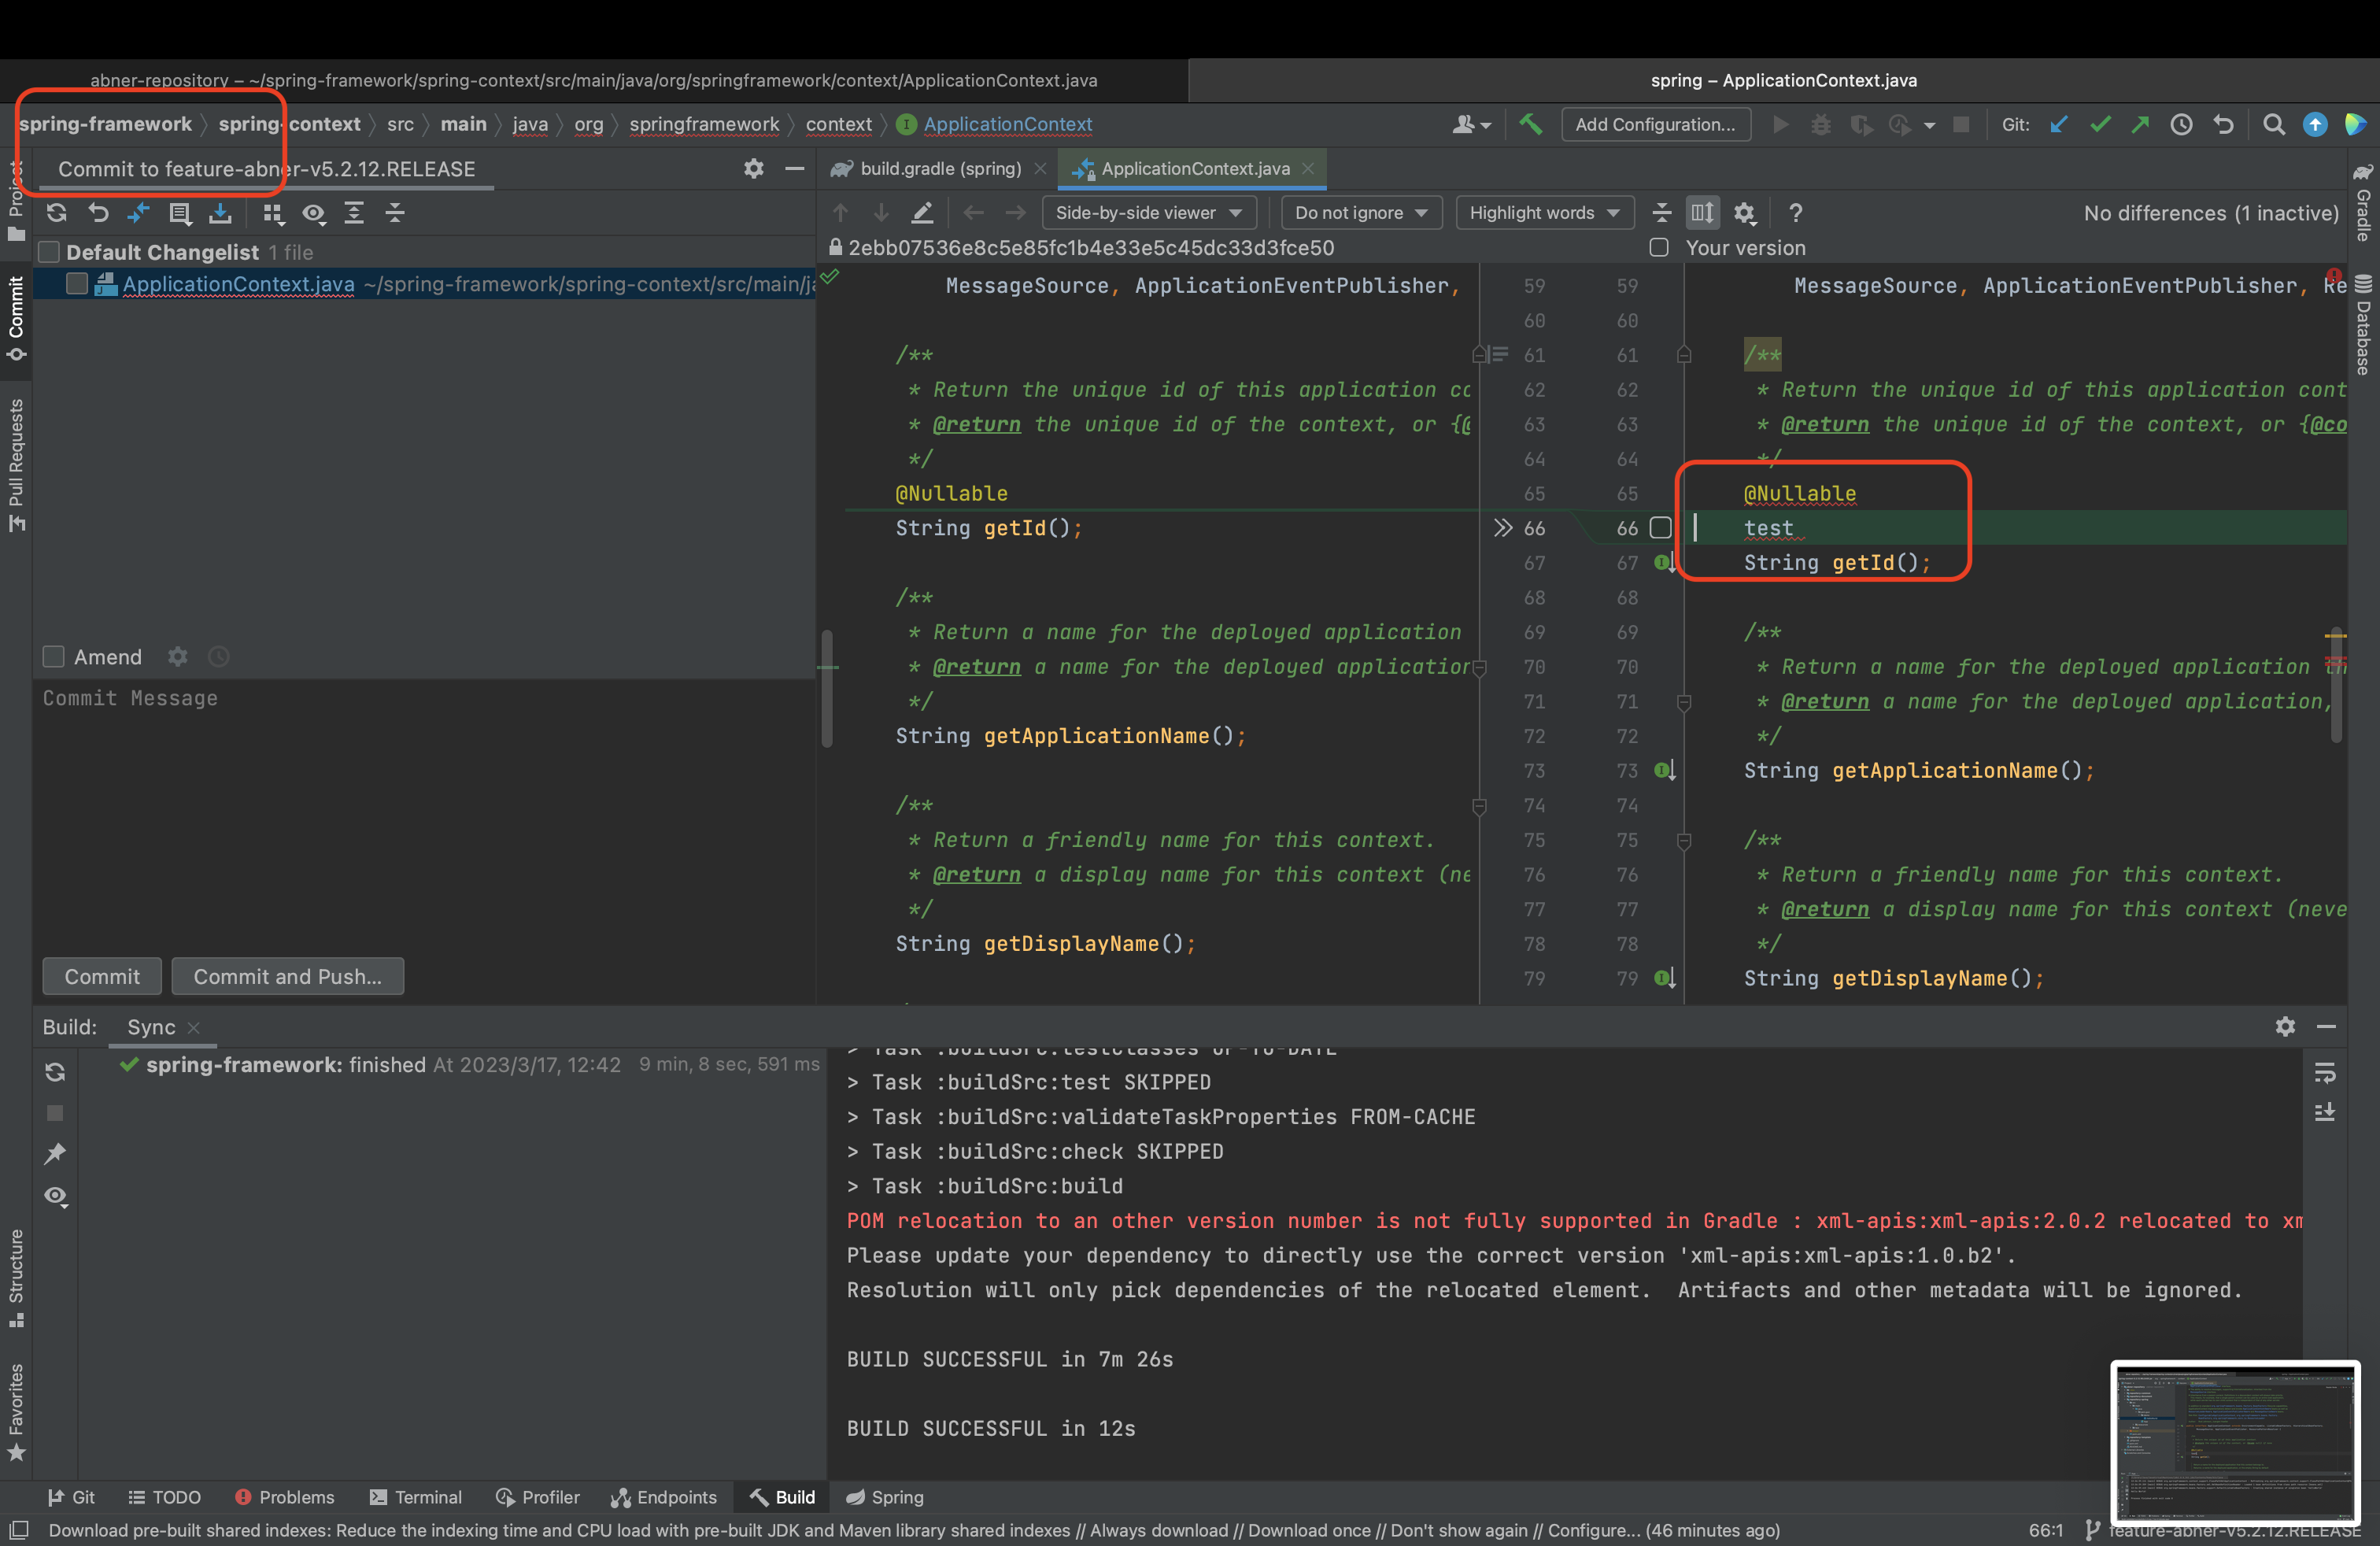 abner-repository – ~/spring-framework/spring-context/src/main/java/org/springframework/context/ApplicationContext.java
spring – ApplicationContext.java
spring-framework 〉 spring-context 〉 src 〉 main 〉 java 〉 org 〉 springframework 〉 context 〉 ApplicationContext
Add Configuration...
Git:
Commit to feature-abner-v5.2.12.RELEASE
build.gradle (spring)
ApplicationContext.java
Side-by-side viewer
Do not ignore
Highlight words
?
No differences (1 inactive)
Default Changelist 1 file
ApplicationContext.java ~/spring-framework/spring-context/src/main/ja
2ebb07536e8c5e85fc1b4e33e5c45dc33d3fce50
Your version
Project
Commit
Pull Requests
Structure
Favorites
Gradle
Database
Amend
Commit Message
Commit
Commit and Push...
MessageSource, ApplicationEventPublisher, 59
60
/** 61
* Return the unique id of this application co 62
* @return the unique id of the context, or {@ 63
*/ 64
@Nullable 65
String getId(); 66
67
/** 68
* Return a name for the deployed application 69
* @return a name for the deployed application 70
*/ 71
String getApplicationName(); 72
73
/** 74
* Return a friendly name for this context. 75
* @return a display name for this context (ne 76
*/ 77
String getDisplayName(); 78
79
59 MessageSource, ApplicationEventPublisher, Re
60
61 /**
62 * Return the unique id of this application cont
63 * @return the unique id of the context, or {@co
64 */
65 @Nullable
66 test
67 String getId();
68
69 /**
70 * Return a name for the deployed application th
71 * @return a name for the deployed application,
72 */
73 String getApplicationName();
74
75 /**
76 * Return a friendly name for this context.
77 * @return a display name for this context (neve
78 */
79 String getDisplayName();
Build:
Sync
spring-framework: finished At 2023/3/17, 12:42 9 min, 8 sec, 591 ms
> Task :buildSrc:testClasses UP-TO-DATE
> Task :buildSrc:test SKIPPED
> Task :buildSrc:validateTaskProperties FROM-CACHE
> Task :buildSrc:check SKIPPED
> Task :buildSrc:build
POM relocation to an other version number is not fully supported in Gradle : xml-apis:xml-apis:2.0.2 relocated to xm
Please update your dependency to directly use the correct version 'xml-apis:xml-apis:1.0.b2'.
Resolution will only pick dependencies of the relocated element.  Artifacts and other metadata will be ignored.
BUILD SUCCESSFUL in 7m 26s
BUILD SUCCESSFUL in 12s
Git
TODO
Problems
Terminal
Profiler
Endpoints
Build
Spring
Download pre-built shared indexes: Reduce the indexing time and CPU load with pre-built JDK and Maven library shared indexes // Always download // Download once // Don't show again // Configure... (46 minutes ago)
66:1
feature-abner-v5.2.12.RELEASE